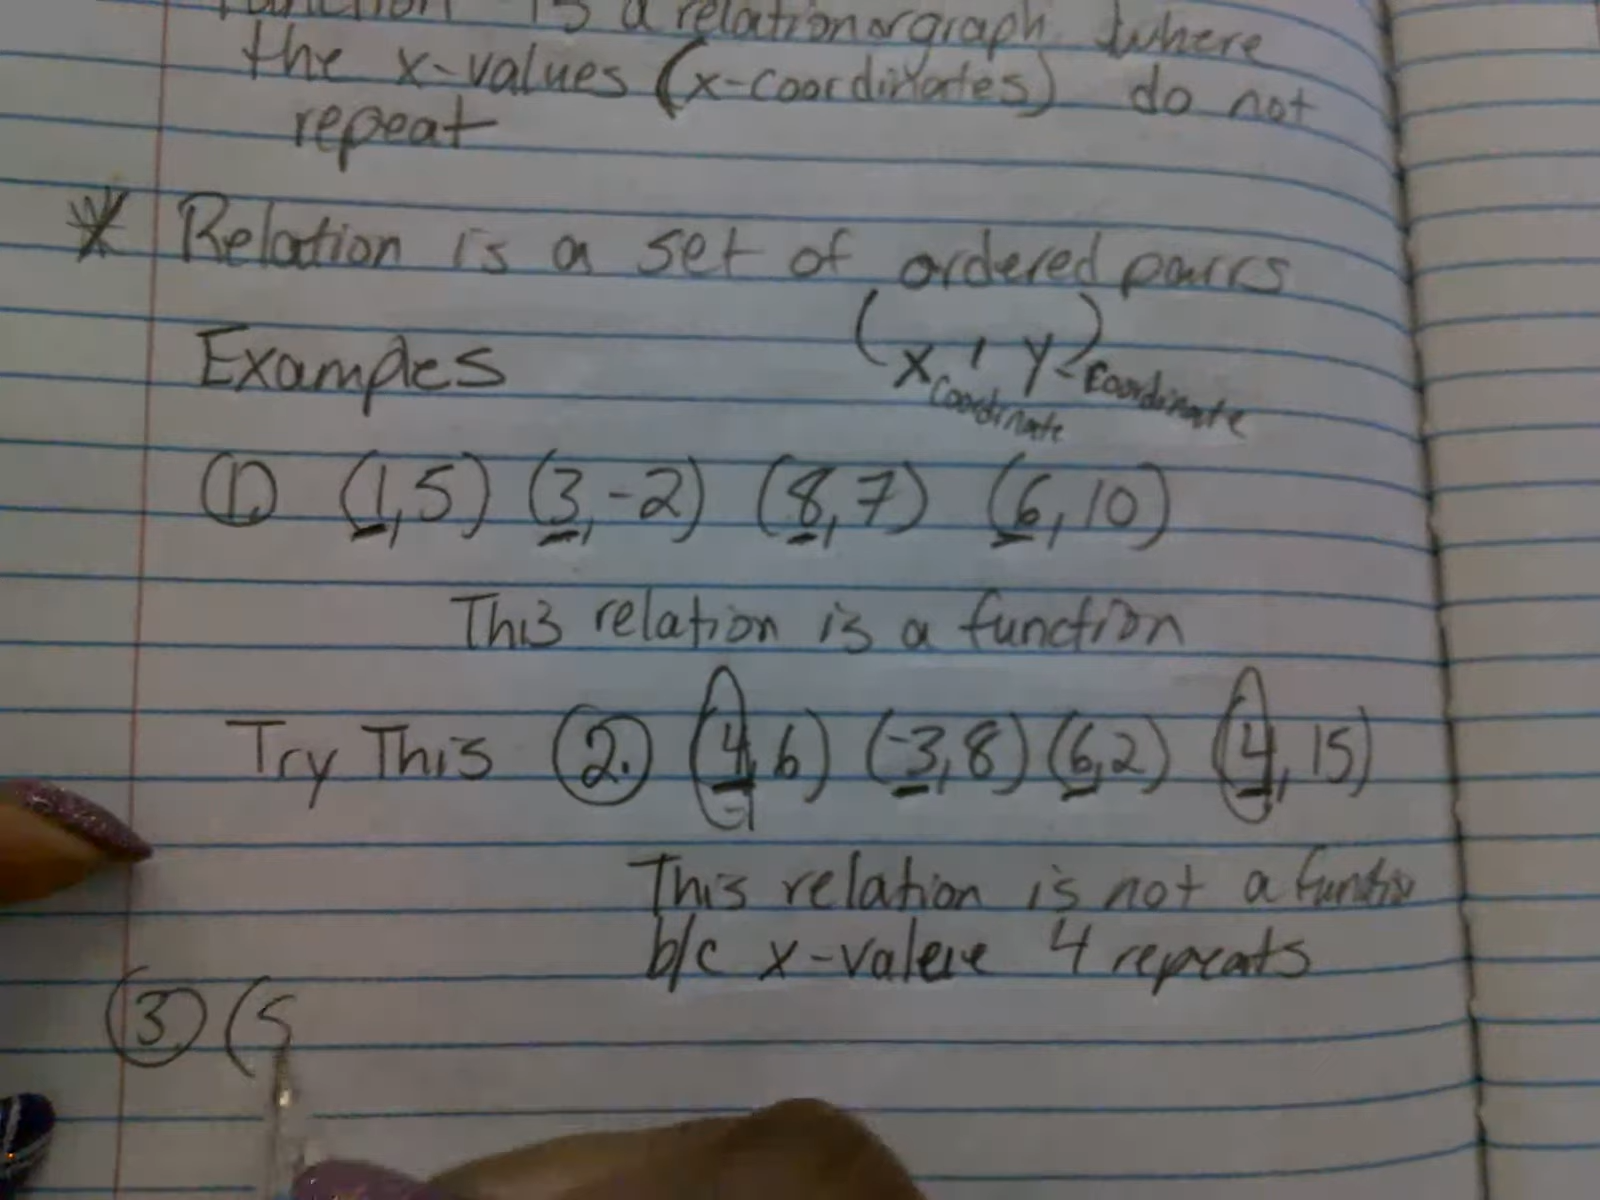 Function is a relation or graph where
the x-values (x-coordinates) do not
repeat
* Relation is a set of ordered pairs
Examples
(x, y)
coordinate coordinate
1. (1,5) (3,-2) (8,7) (6,10)
This relation is a function
Try This 2. (4,6) (-3,8) (6,2) (4,15)
This relation is not a functio
b/c x-valeue 4 repeats
3. (5